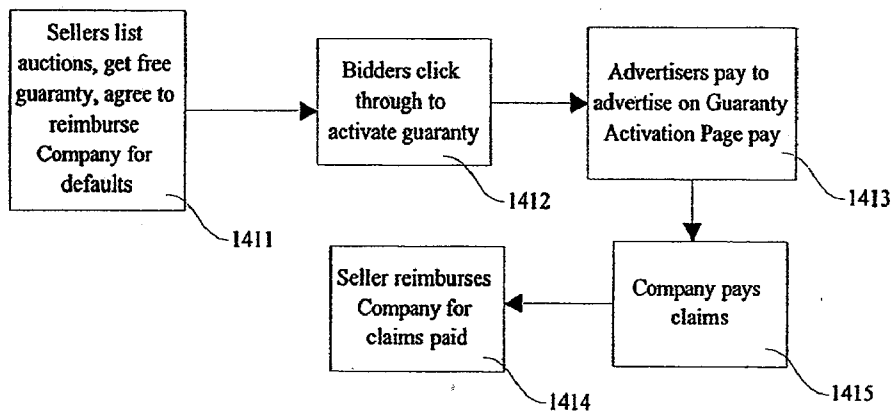 Sellers list
auctions, get free
guaranty, agree to
reimburse
Company for
defaults
1411
Bidders click
through to
activate guaranty
1412
Advertisers pay to
advertise on Guaranty
Activation Page pay
1413
Seller reimburses
Company for
claims paid
1414
Company pays
claims
1415